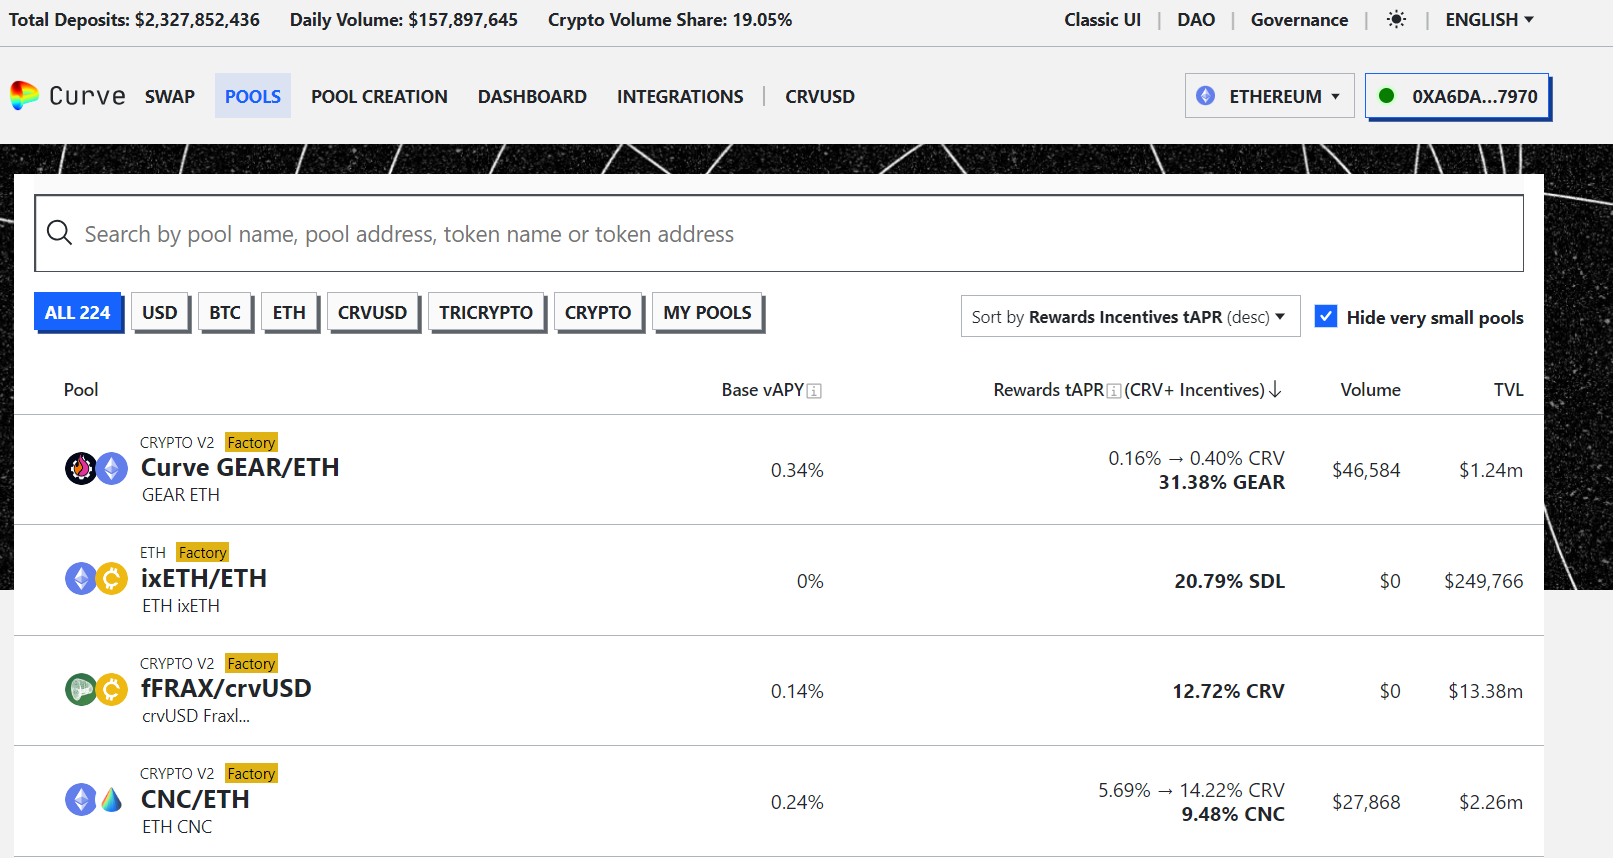 Total Deposits: $2,327,852,436 Daily Volume: $157,897,645 Crypto Volume Share: 19.05% Classic UI | DAO | Governance | | ENGLISH
Curve SWAP POOLS POOL CREATION DASHBOARD INTEGRATIONS | CRVUSD ETHEREUM 0XA6DA...7970
Search by pool name, pool address, token name or token address
ALL 224 USD BTC ETH CRVUSD TRICRYPTO CRYPTO MY POOLS Sort by Rewards Incentives tAPR (desc) Hide very small pools
Pool Base vAPY Rewards tAPR (CRV+ Incentives) ↓ Volume TVL
CRYPTO V2 Factory
Curve GEAR/ETH
GEAR ETH
0.34%
0.16% → 0.40% CRV
31.38% GEAR
$46,584
$1.24m
ETH Factory
ixETH/ETH
ETH ixETH
0%
20.79% SDL
$0
$249,766
CRYPTO V2 Factory
fFRAX/crvUSD
crvUSD Fraxl...
0.14%
12.72% CRV
$0
$13.38m
CRYPTO V2 Factory
CNC/ETH
ETH CNC
0.24%
5.69% → 14.22% CRV
9.48% CNC
$27,868
$2.26m